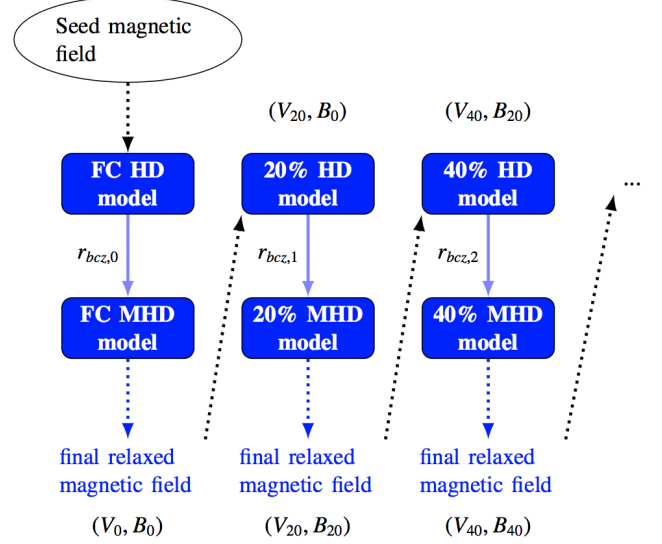 Seed magnetic
field
(V20, B0)
(V40, B20)
FC HD
model
20% HD
model
40% HD
model
...
rbcz,0
rbcz,1
rbcz,2
FC MHD
model
20% MHD
model
40% MHD
model
final relaxed
magnetic field
final relaxed
magnetic field
final relaxed
magnetic field
(V0, B0)
(V20, B20)
(V40, B40)